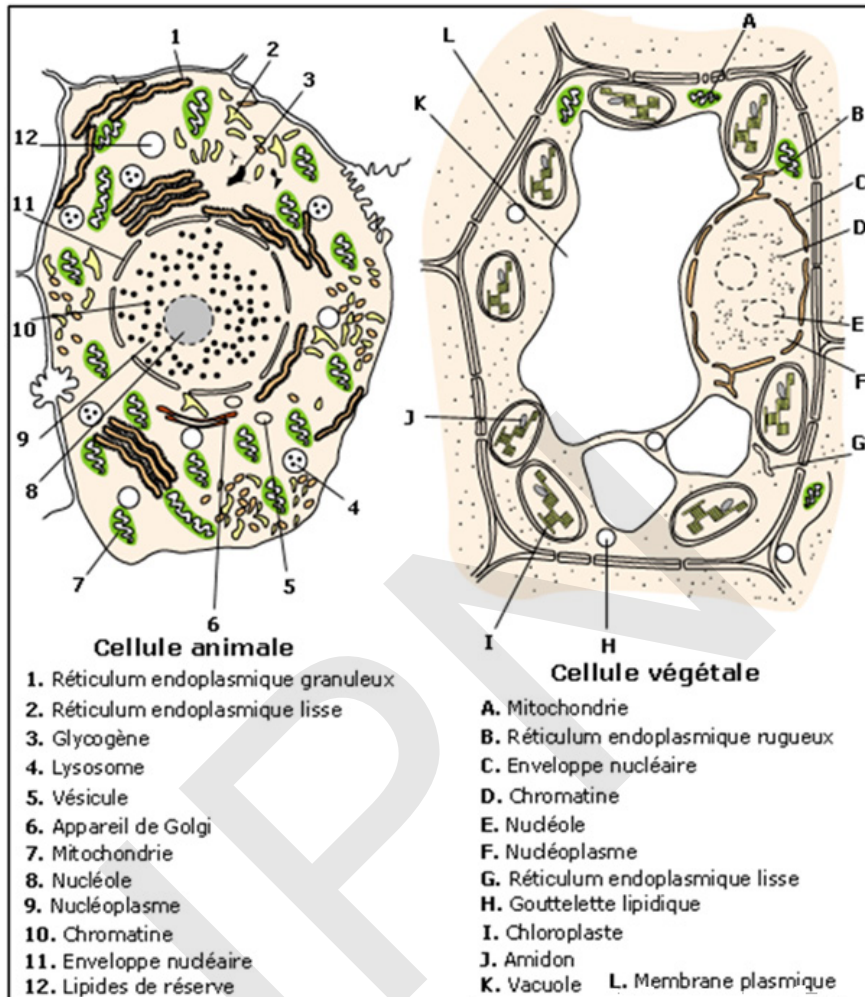 1
2
3
12
11
10
9
8
7
6
5
4
L
A
K
B
C
D
E
F
J
G
I
H
Cellule animale
1. Réticulum endoplasmique granuleux
2. Réticulum endoplasmique lisse
3. Glycogène
4. Lysosome
5. Vésicule
6. Appareil de Golgi
7. Mitochondrie
8. Nucléole
9. Nucléoplasme
10. Chromatine
11. Enveloppe nucléaire
12. Lipides de réserve
Cellule végétale
A. Mitochondrie
B. Réticulum endoplasmique rugueux
C. Enveloppe nucléaire
D. Chromatine
E. Nucléole
F. Nucléoplasme
G. Réticulum endoplasmique lisse
H. Gouttelette lipidique
I. Chloroplaste
J. Amidon
K. Vacuole L. Membrane plasmique
IPN